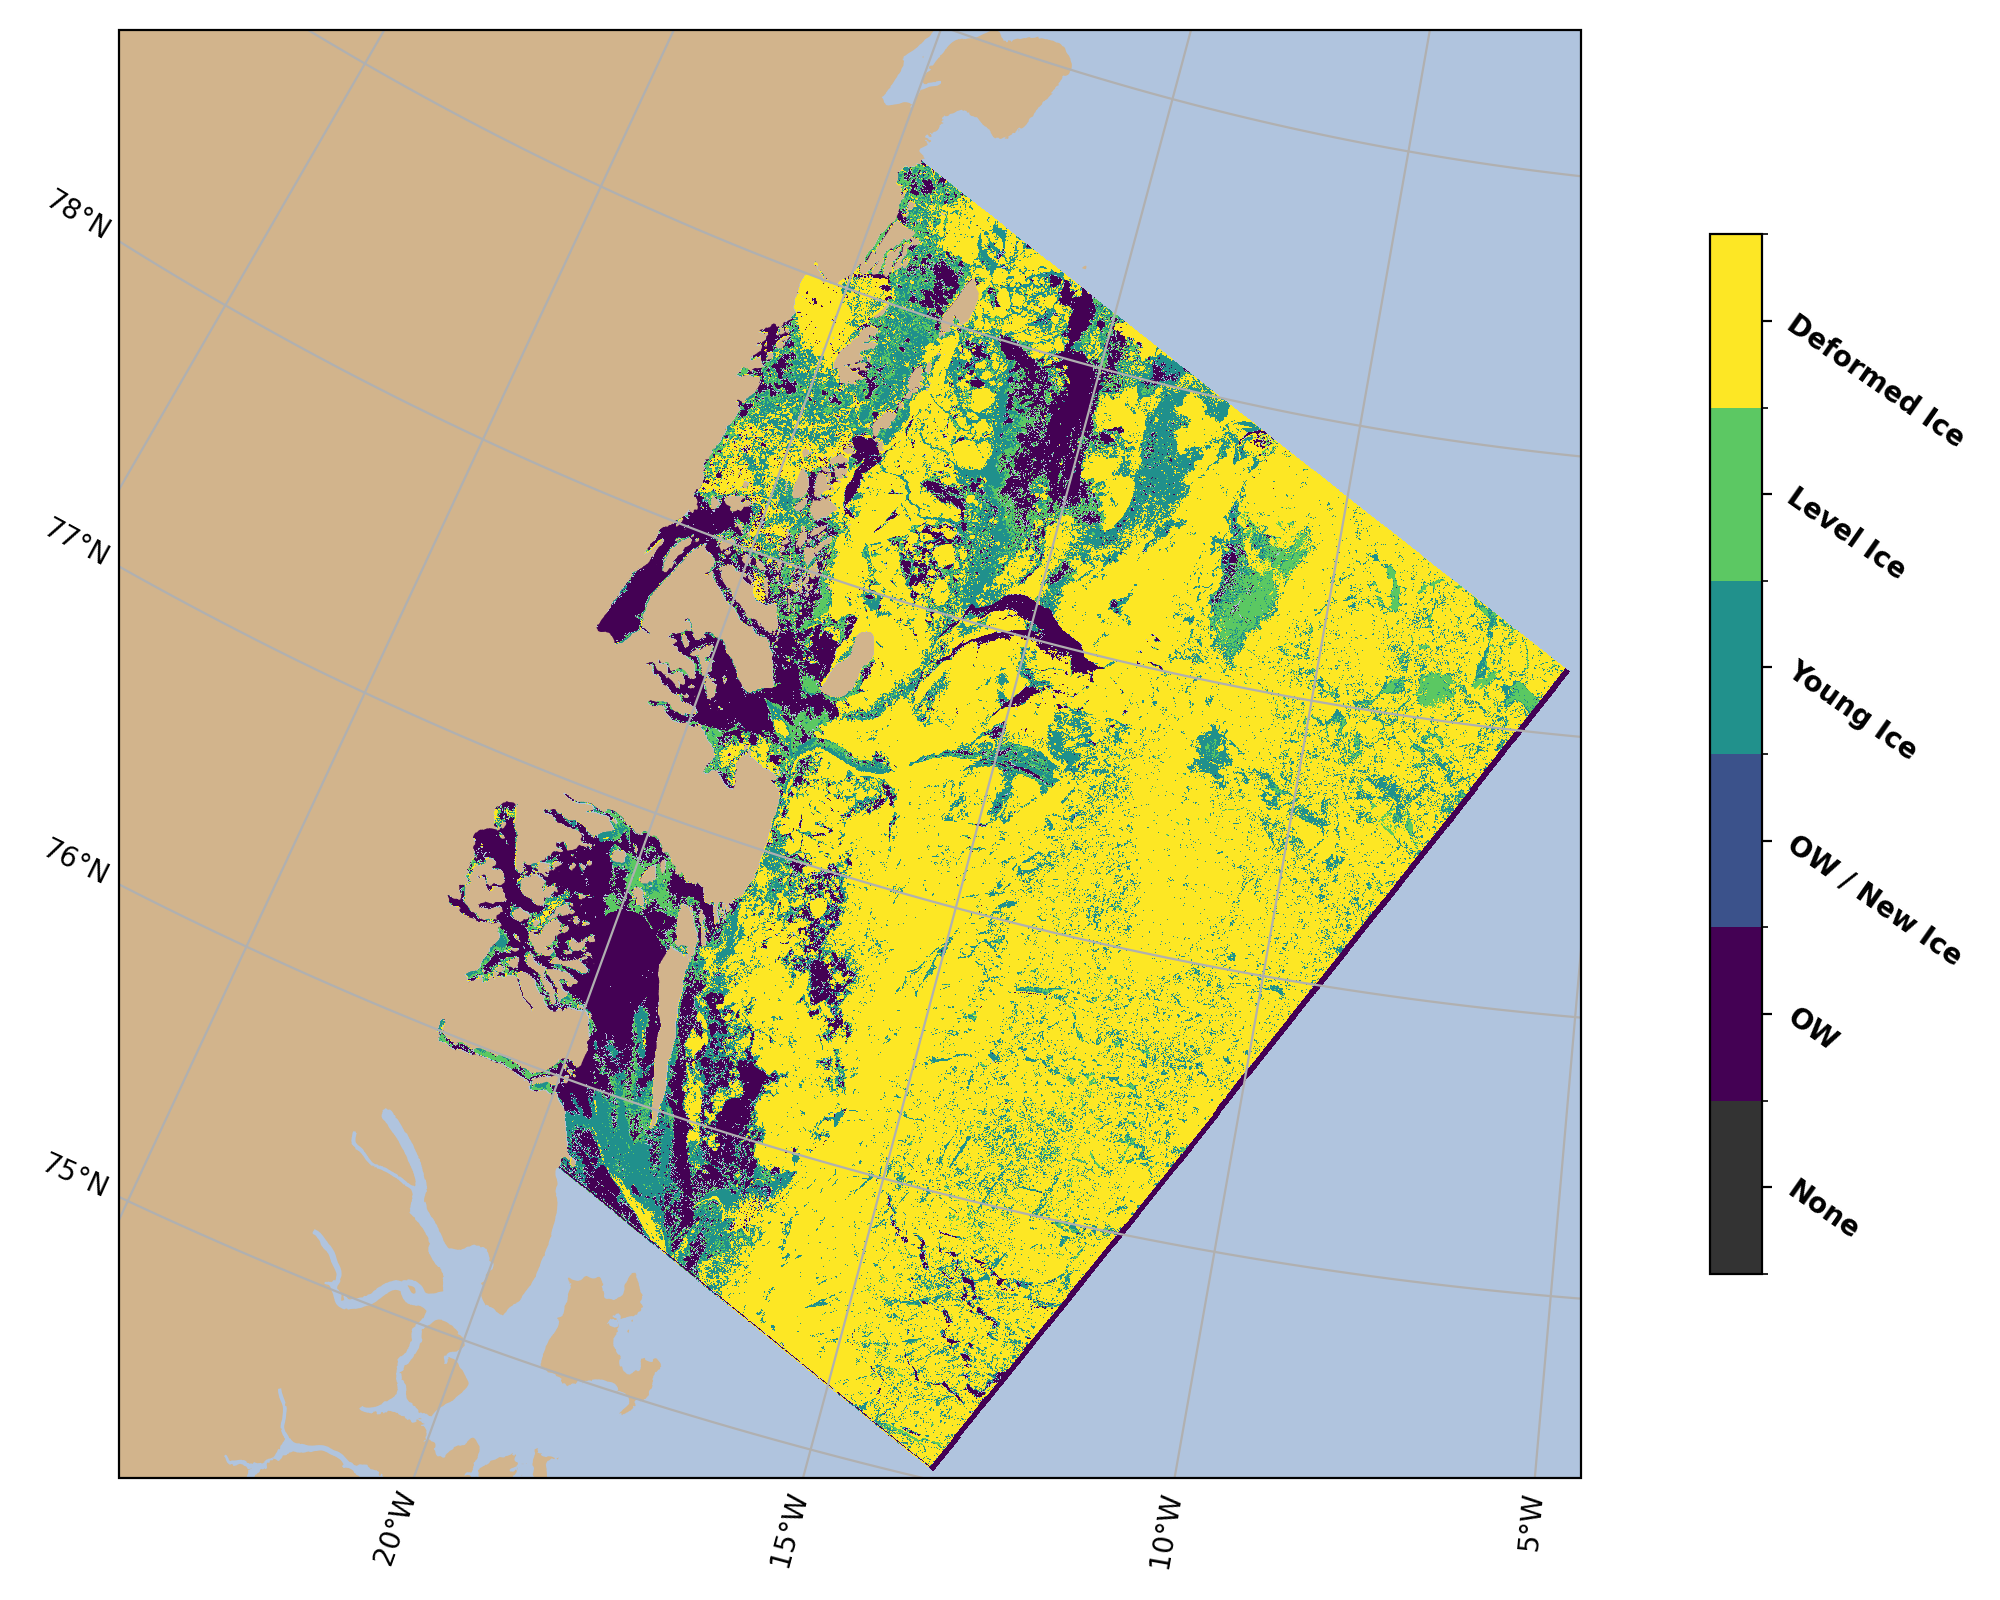 78°N
77°N
76°N
75°N
20°W
15°W
10°W
5°W
Deformed Ice
Level Ice
Young Ice
OW / New Ice
OW
None